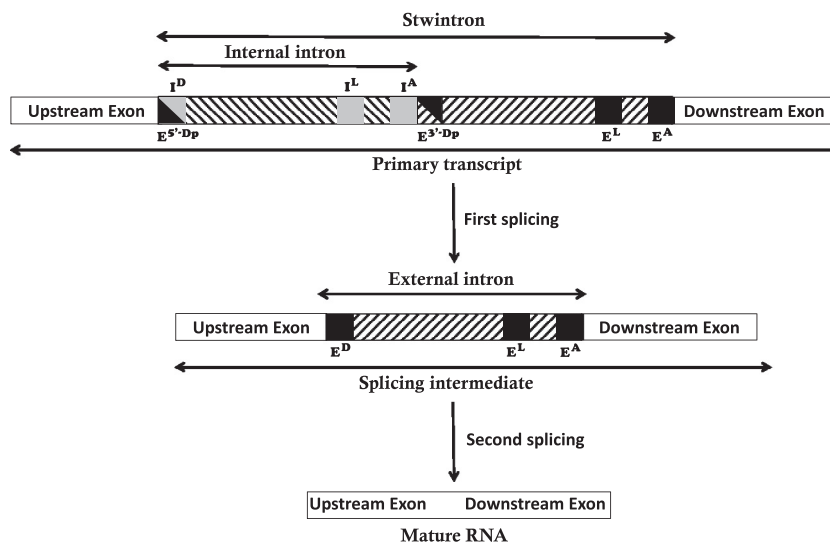 Stwintron
Internal intron
I^D I^L I^A
Upstream Exon Downstream Exon
E^5'-Dp E^3'-Dp E^L E^A
Primary transcript
First splicing
External intron
Upstream Exon Downstream Exon
E^D E^L E^A
Splicing intermediate
Second splicing
Upstream Exon Downstream Exon
Mature RNA